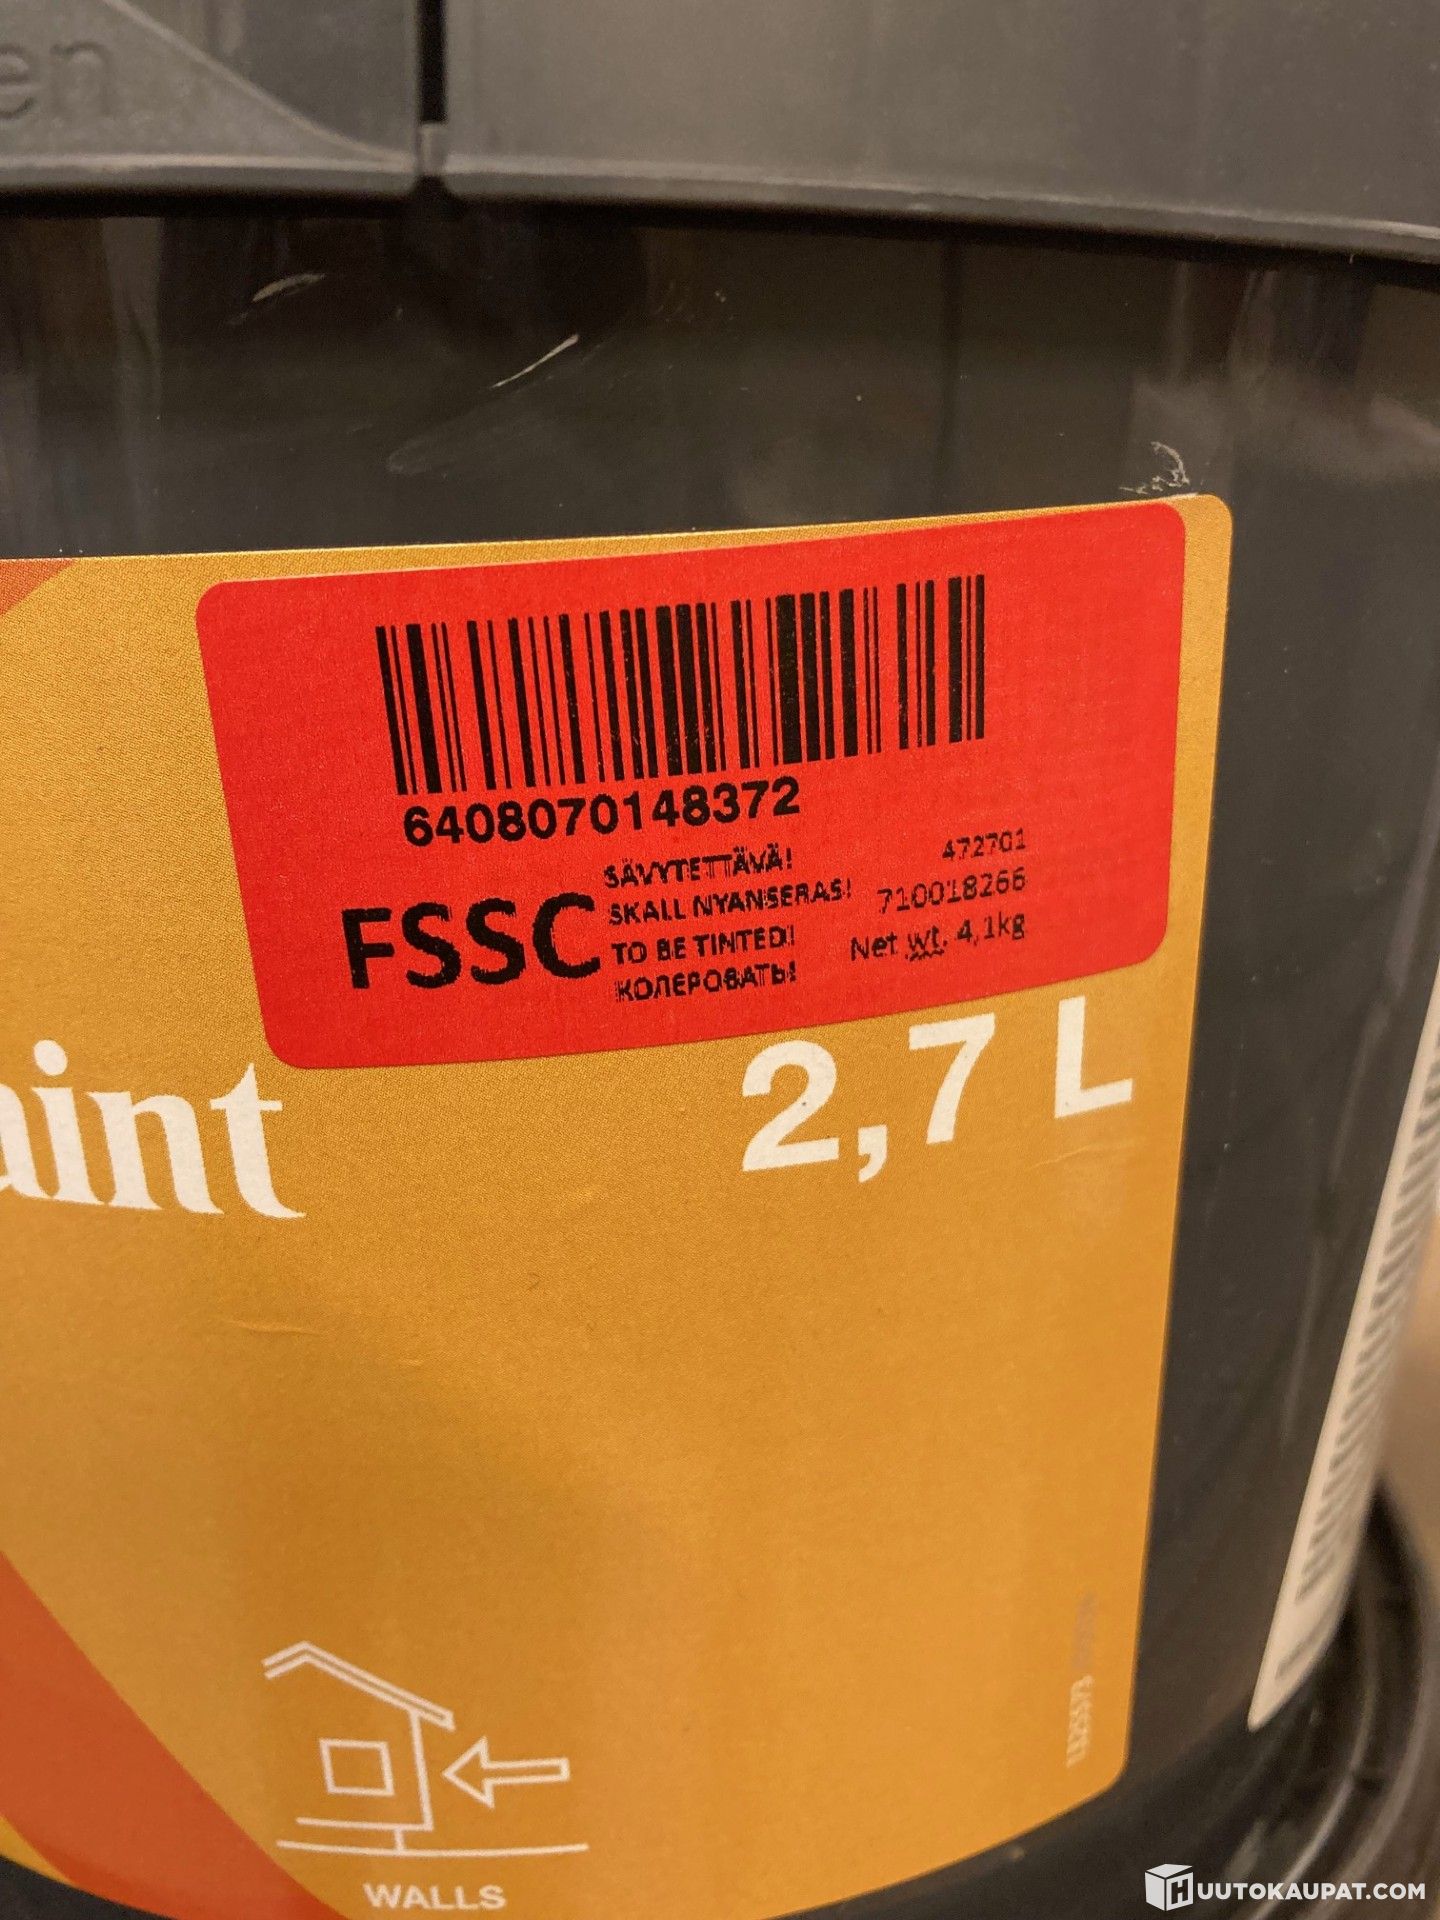 en
6408070148372
FSSC
SÄVYTETTÄVÄ!
SKALL NYANSERAS!
TO BE TINTED!
КОЛЕРОВАТЬ!
472701
710018266
Net wt. 4,1kg
aint
2,7 L
WALLS
HUUTOKAUPAT.COM